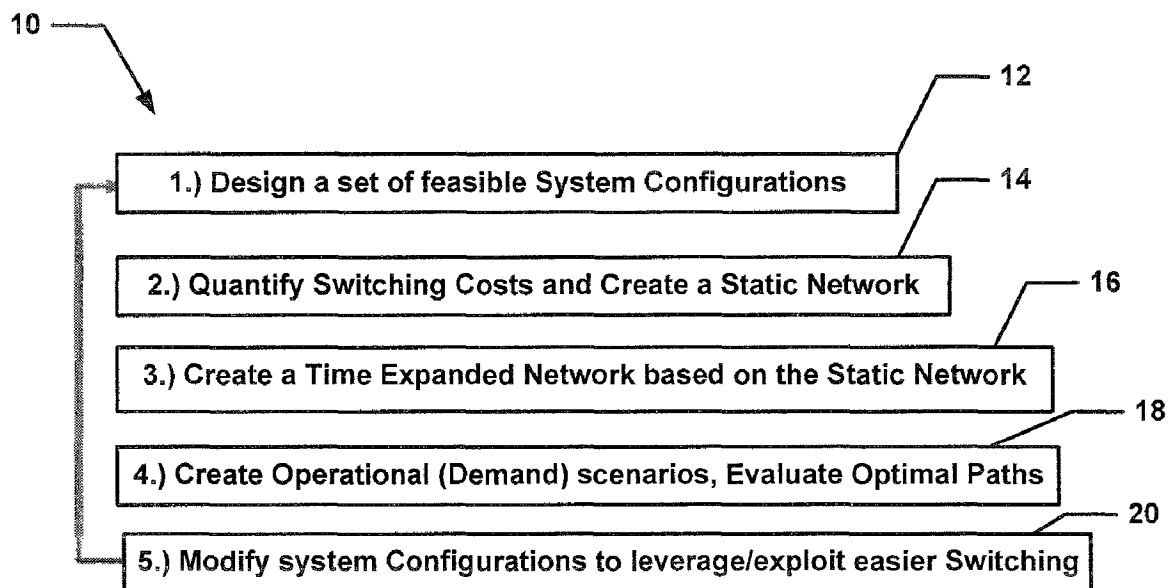 10
12
1.) Design a set of feasible System Configurations
14
2.) Quantify Switching Costs and Create a Static Network
16
3.) Create a Time Expanded Network based on the Static Network
18
4.) Create Operational (Demand) scenarios, Evaluate Optimal Paths
20
5.) Modify system Configurations to leverage/exploit easier Switching